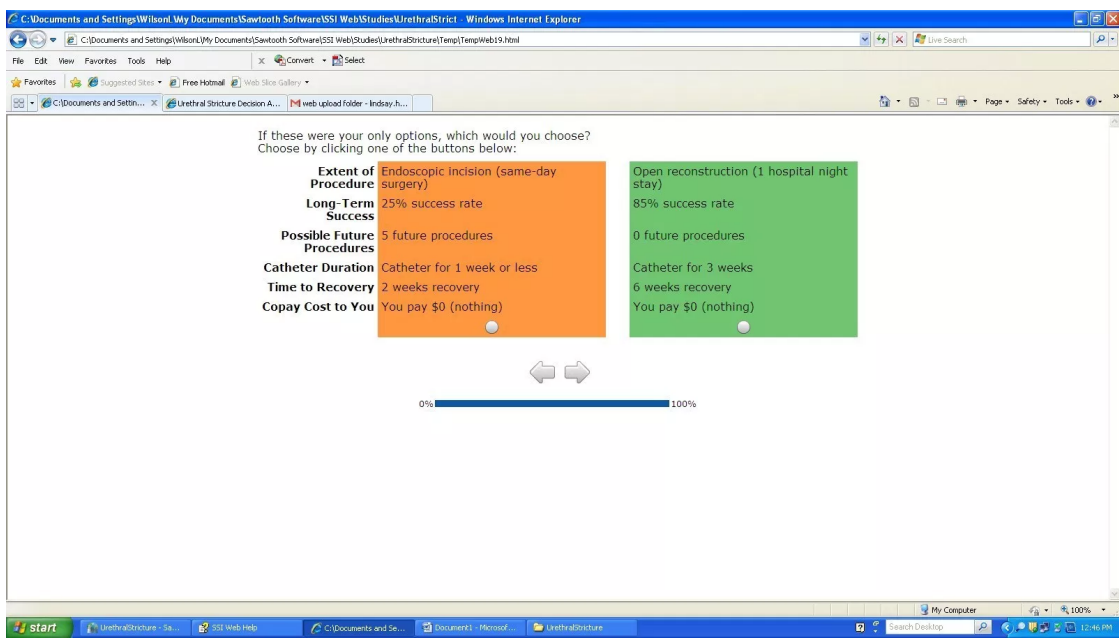 C:\Documents and Settings\WilsonL\My Documents\Sawtooth Software\SSI Web\Studies\UrethralStrict - Windows Internet Explorer
C:\Documents and Settings\WilsonL\My Documents\Sawtooth Software\SSI Web\Studies\UrethralStricture\Temp\TempWeb19.html
Live Search
File Edit View Favorites Tools Help x Convert Select
Favorites Suggested Sites Free Hotmail Web Slice Gallery
C:\Documents and Settin... X Urethral Stricture Decision A... web upload folder - lindsay.h... Page Safety Tools »
If these were your only options, which would you choose?
Choose by clicking one of the buttons below:
Extent of Endoscopic incision (same-day Open reconstruction (1 hospital night
Procedure surgery) stay)
Long-Term 25% success rate 85% success rate
Success
Possible Future 5 future procedures 0 future procedures
Procedures
Catheter Duration Catheter for 1 week or less Catheter for 3 weeks
Time to Recovery 2 weeks recovery 6 weeks recovery
Copay Cost to You You pay $0 (nothing) You pay $0 (nothing)
0% 100%
My Computer 100%
start UrethralStricture - Sa... SSI Web Help C:\Documents and Se... Document1 - Microsof... UrethralStricture Search Desktop 12:46 PM